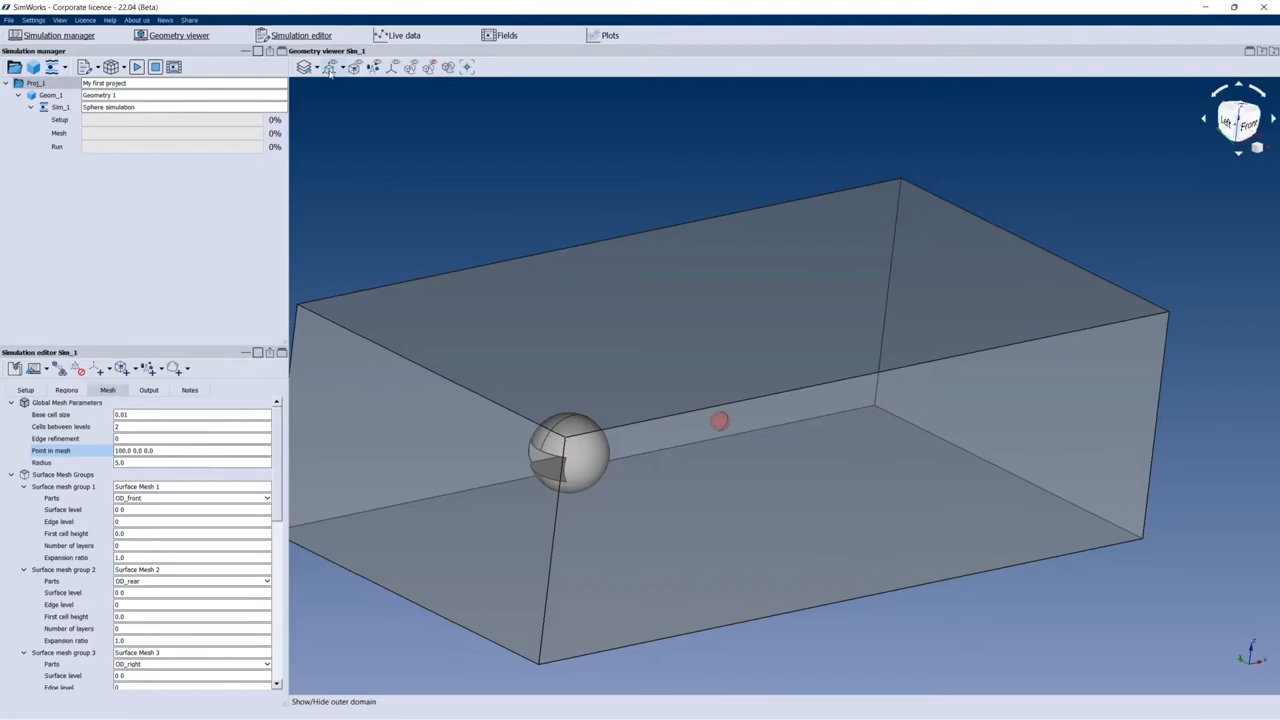 SimWorks - Corporate licence - 22.04 (Beta)
File Settings View Licence Help About us News Share
Simulation manager Geometry viewer Simulation editor Live data Fields Plots
Simulation manager
Geometry viewer Sim_1
Proj_1 My first project
Geom_1 Geometry 1
Sim_1 Sphere simulation
Setup 0%
Mesh 0%
Run 0%
Left Front
Simulation editor Sim_1
Setup Regions Mesh Output Notes
Global Mesh Parameters
Base cell size 0.01
Cells between levels 2
Edge refinement 0
Point in mesh 100.0 0.0 0.0
Radius 5.0
Surface Mesh Groups
Surface mesh group 1 Surface Mesh 1
Parts OD_front
Surface level 0 0
Edge level 0
First cell height 0.0
Number of layers 0
Expansion ratio 1.0
Surface mesh group 2 Surface Mesh 2
Parts OD_rear
Surface level 0 0
Edge level 0
First cell height 0.0
Number of layers 0
Expansion ratio 1.0
Surface mesh group 3 Surface Mesh 3
Parts OD_right
Surface level 0 0
Edge level 0
Show/Hide outer domain